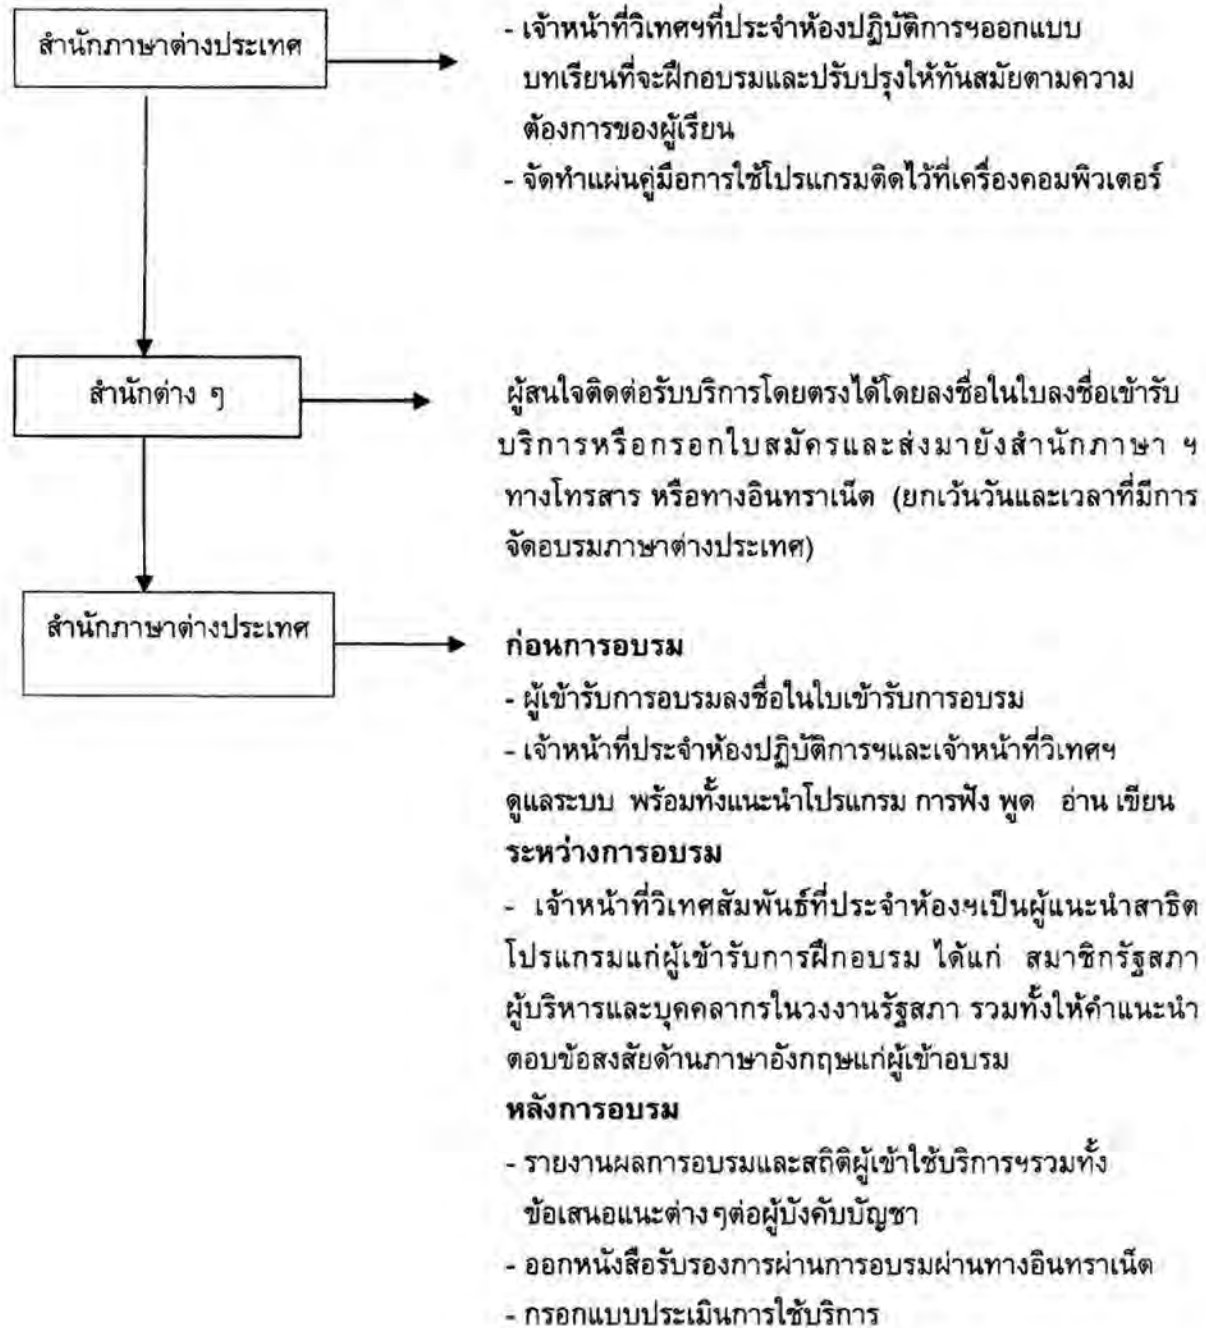 สำนักภาษาต่างประเทศ
- เจ้าหน้าที่วิเทศฯที่ประจำห้องปฏิบัติการฯออกแบบ
บทเรียนที่จะฝึกอบรมและปรับปรุงให้ทันสมัยตามความ
ต้องการของผู้เรียน
- จัดทำแผ่นคู่มือการใช้โปรแกรมติดไว้ที่เครื่องคอมพิวเตอร์
สำนักต่าง ๆ
ผู้สนใจติดต่อรับบริการโดยตรงได้โดยลงชื่อในใบลงชื่อเข้ารับ
บริการหรือกรอกใบสมัครและส่งมายังสำนักภาษา ฯ
ทางโทรสาร หรือทางอินทราเน็ต (ยกเว้นวันและเวลาที่มีการ
จัดอบรมภาษาต่างประเทศ)
สำนักภาษาต่างประเทศ
ก่อนการอบรม
- ผู้เข้ารับการอบรมลงชื่อในใบเข้ารับการอบรม
- เจ้าหน้าที่ประจำห้องปฏิบัติการฯและเจ้าหน้าที่วิเทศฯ
ดูแลระบบ พร้อมทั้งแนะนำโปรแกรม การฟัง พูด อ่าน เขียน
ระหว่างการอบรม
- เจ้าหน้าที่วิเทศสัมพันธ์ที่ประจำห้องฯเป็นผู้แนะนำสาธิต
โปรแกรมแก่ผู้เข้ารับการฝึกอบรม ได้แก่ สมาชิกรัฐสภา
ผู้บริหารและบุคคลากรในวงงานรัฐสภา รวมทั้งให้คำแนะนำ
ตอบข้อสงสัยด้านภาษาอังกฤษแก่ผู้เข้าอบรม
หลังการอบรม
- รายงานผลการอบรมและสถิติผู้เข้าใช้บริการฯรวมทั้ง
ข้อเสนอแนะต่างๆต่อผู้บังคับบัญชา
- ออกหนังสือรับรองการผ่านการอบรมผ่านทางอินทราเน็ต
- กรอกแบบประเมินการใช้บริการ